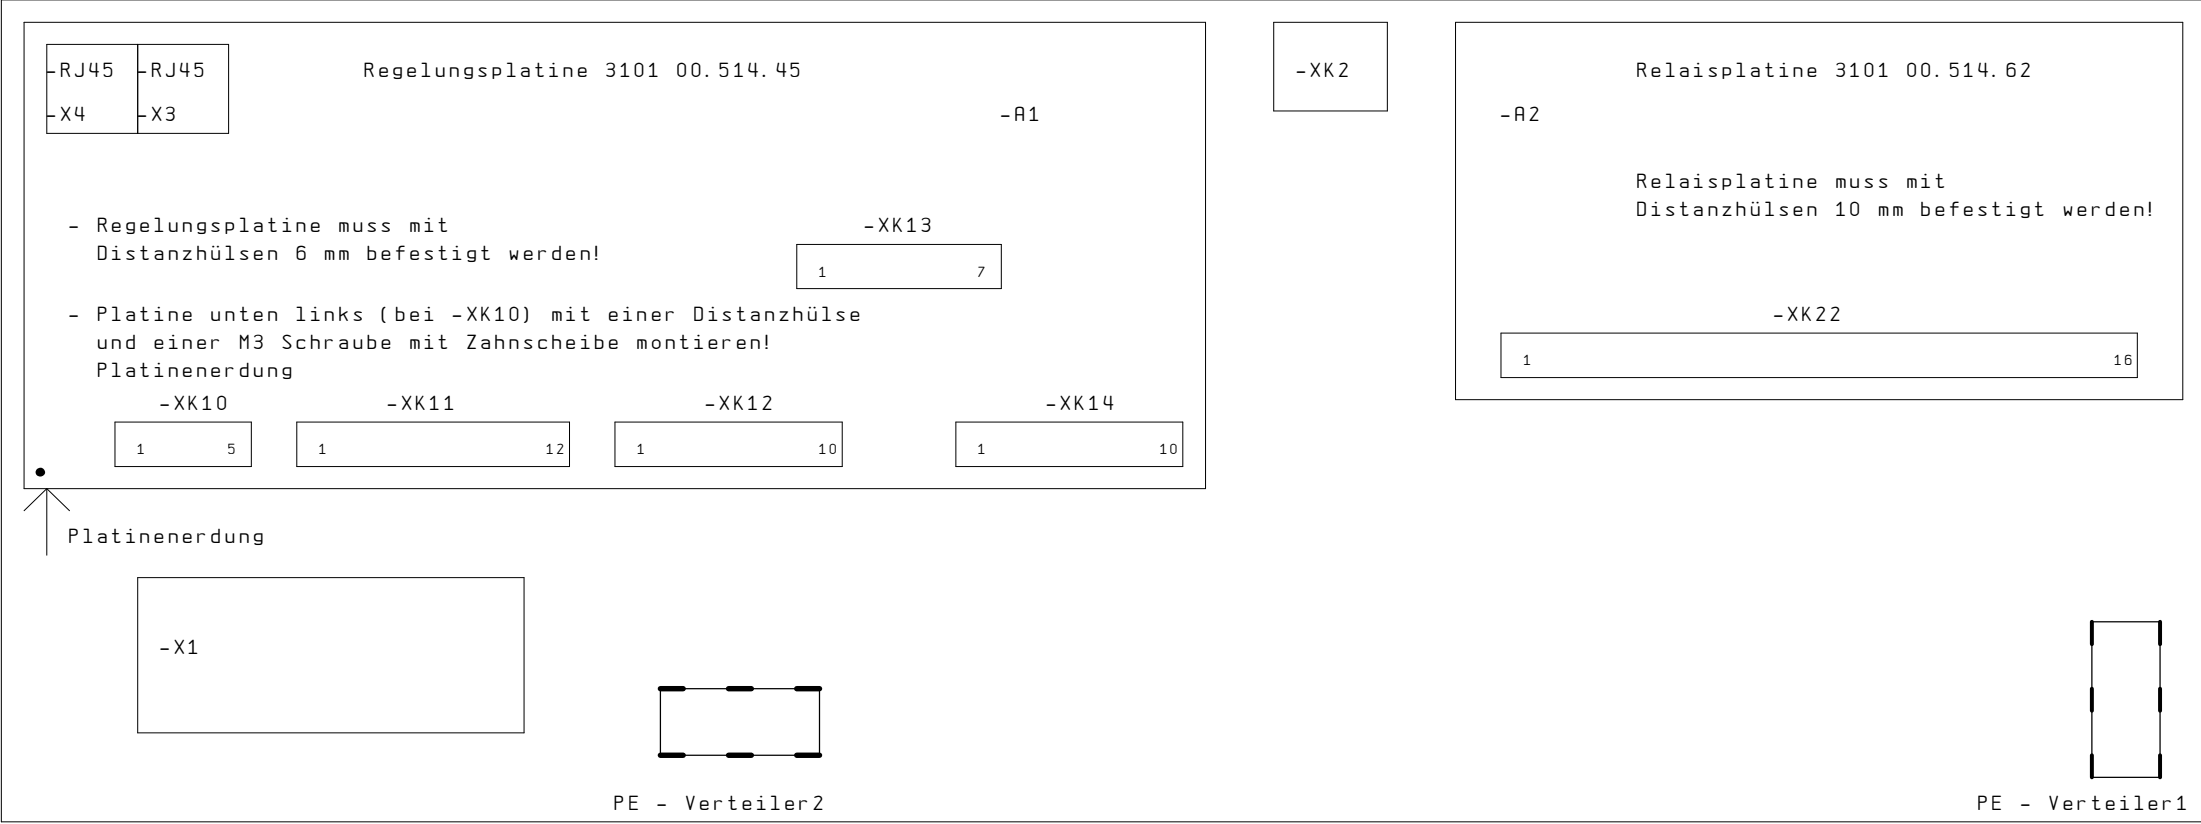 -RJ45 -RJ45 Regelungsplatine 3101 00.514.45 -XK2 Relaisplatine 3101 00.514.62
-X4 -X3 -A1 -A2
Relaisplatine muss mit
Distanzhülsen 10 mm befestigt werden!
- Regelungsplatine muss mit
Distanzhülsen 6 mm befestigt werden!
-XK13
1 7
- Platine unten links (bei -XK10) mit einer Distanzhülse
und einer M3 Schraube mit Zahnscheibe montieren!
Platinenerdung
-XK22
1 16
-XK10 -XK11 -XK12 -XK14
1 5 1 12 1 10 1 10
Platinenerdung
-X1
PE - Verteiler2 PE - Verteiler1